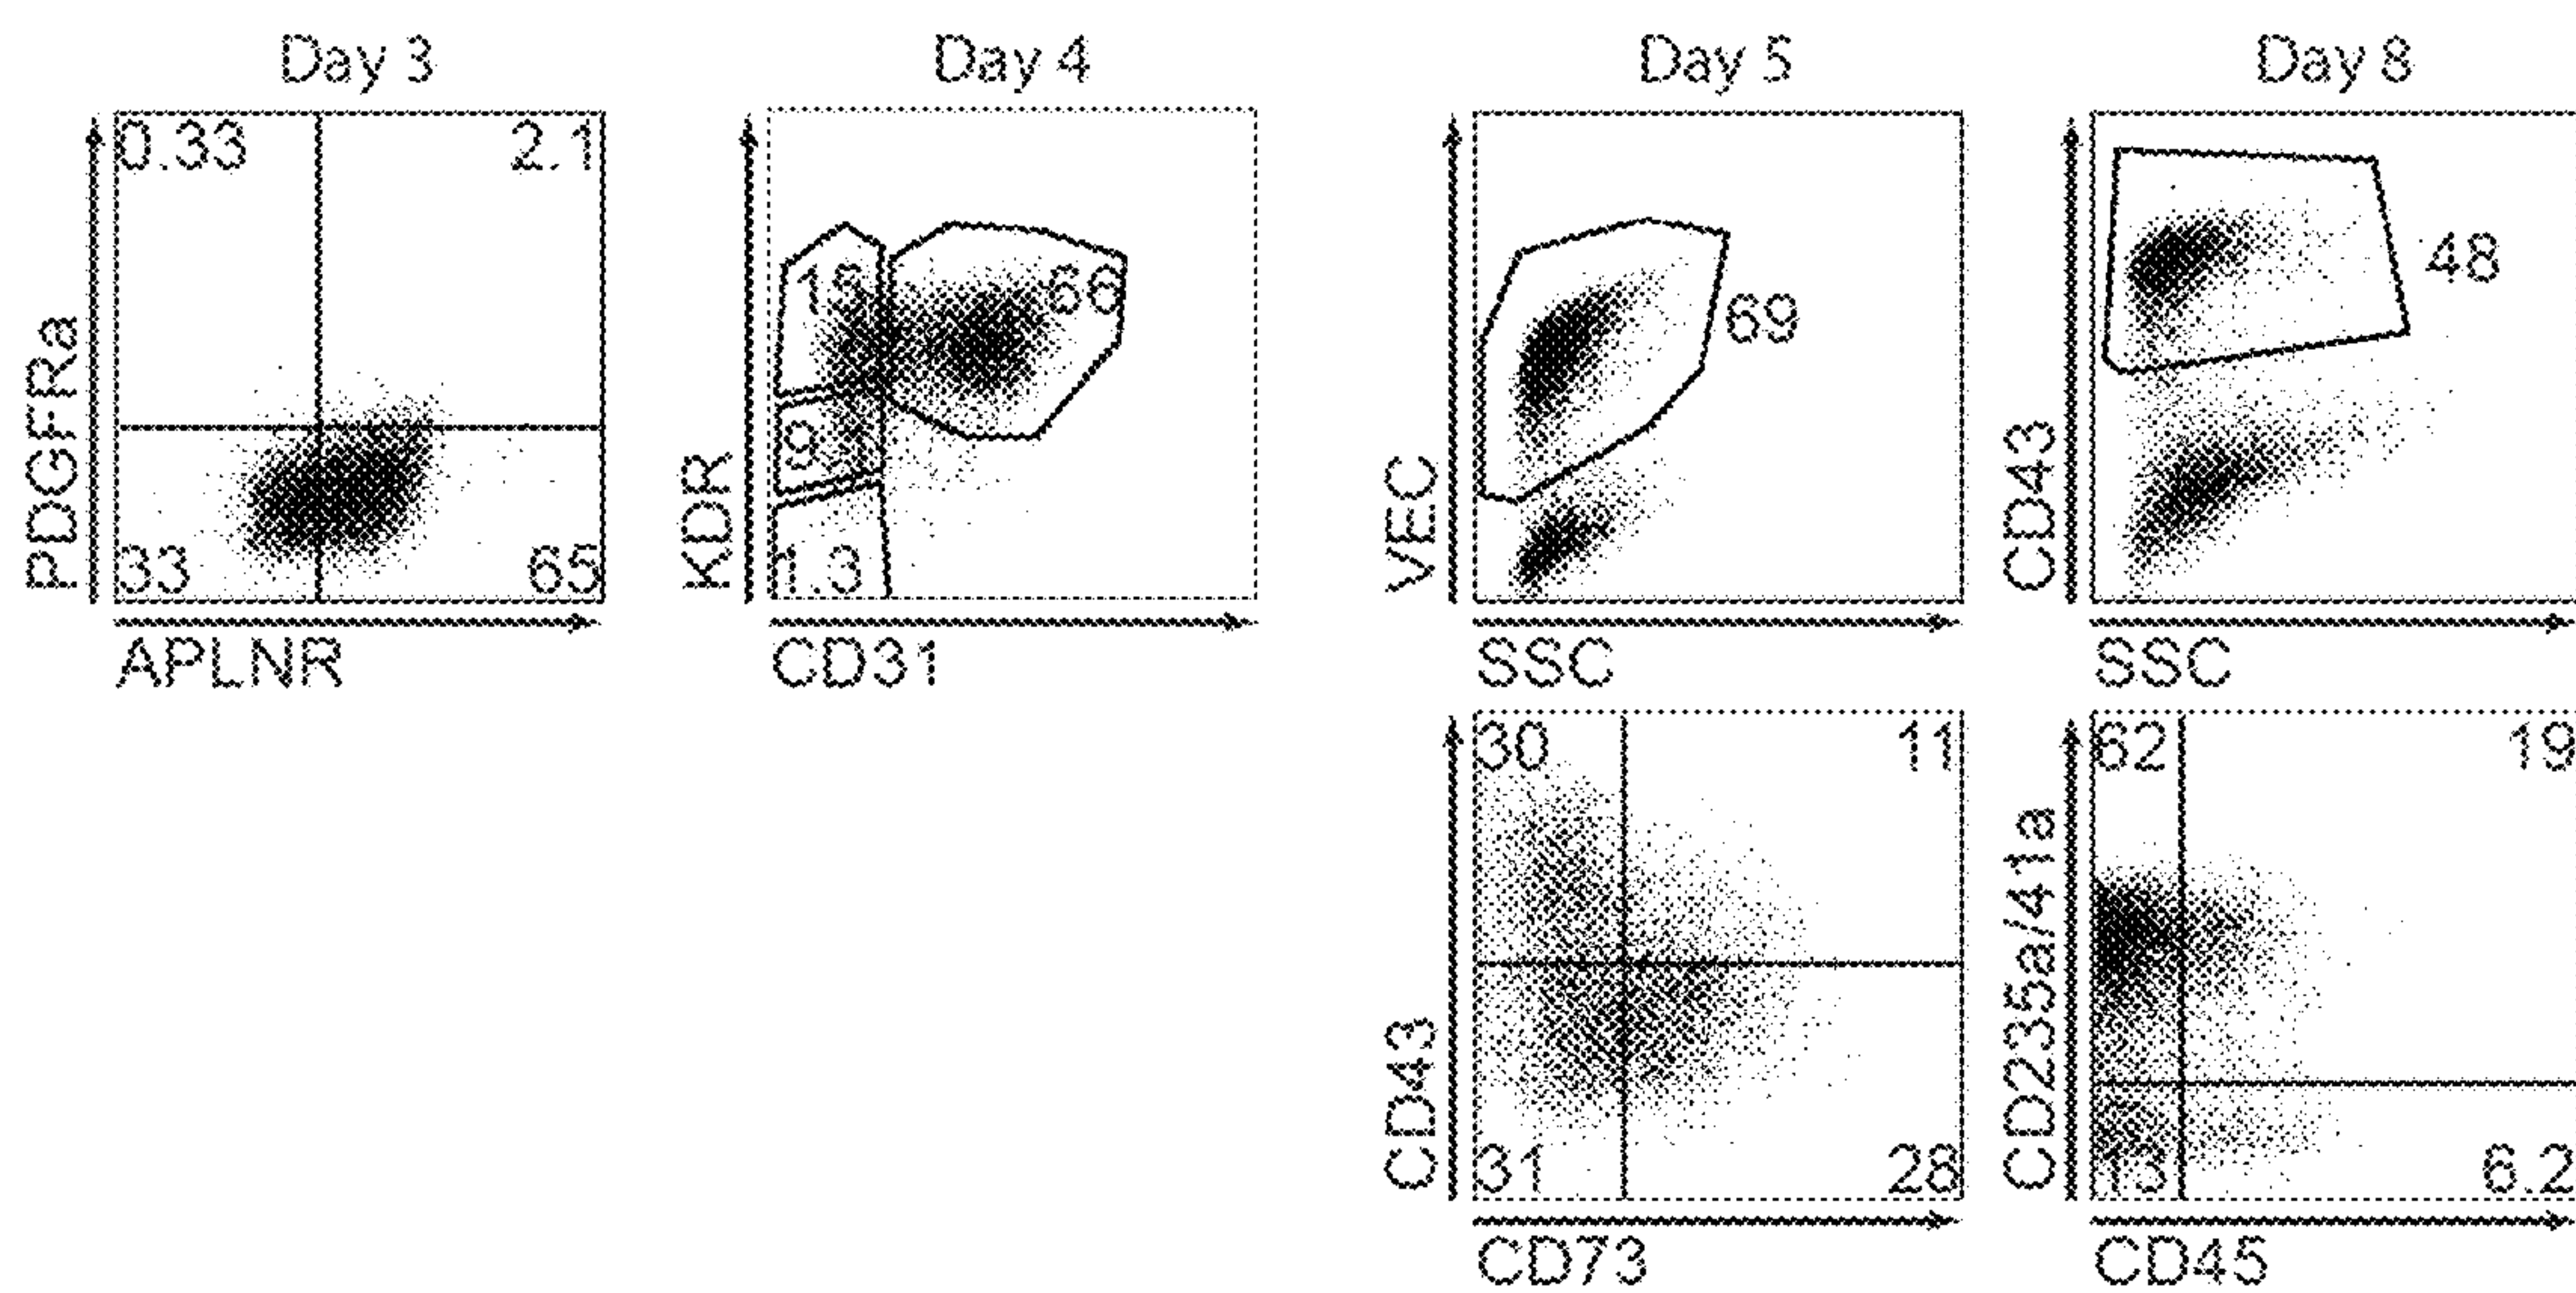 Day 3
Day 4
Day 5
Day 8
0.33
2.1
33
65
PDGFRa
APLNR
66
9
1.3
KDR
CD31
69
VEC
SSC
48
CD43
SSC
30
11
31
28
CD43
CD73
62
19
13
6.2
CD235a/41a
CD45